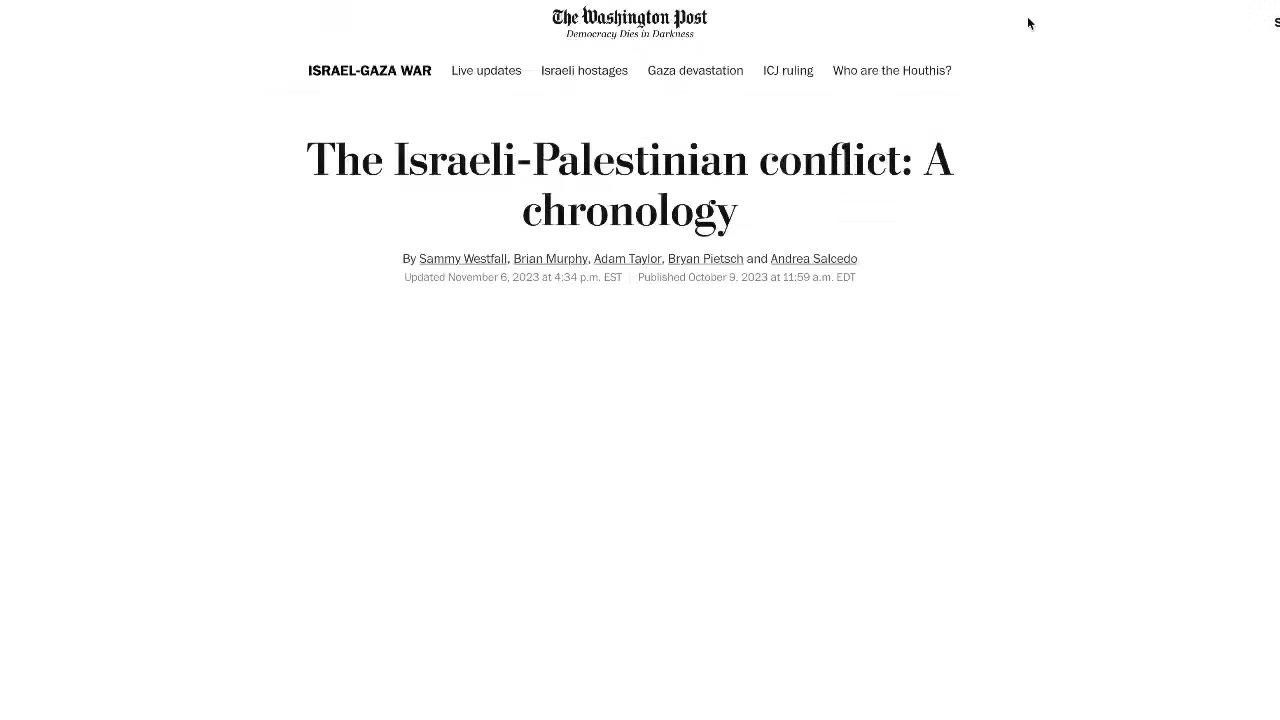 The Washington Post
Democracy Dies in Darkness
S
ISRAEL-GAZA WAR Live updates Israeli hostages Gaza devastation ICJ ruling Who are the Houthis?
The Israeli-Palestinian conflict: A
chronology
By Sammy Westfall, Brian Murphy, Adam Taylor, Bryan Pietsch and Andrea Salcedo
Updated November 6, 2023 at 4:34 p.m. EST | Published October 9, 2023 at 11:59 a.m. EDT